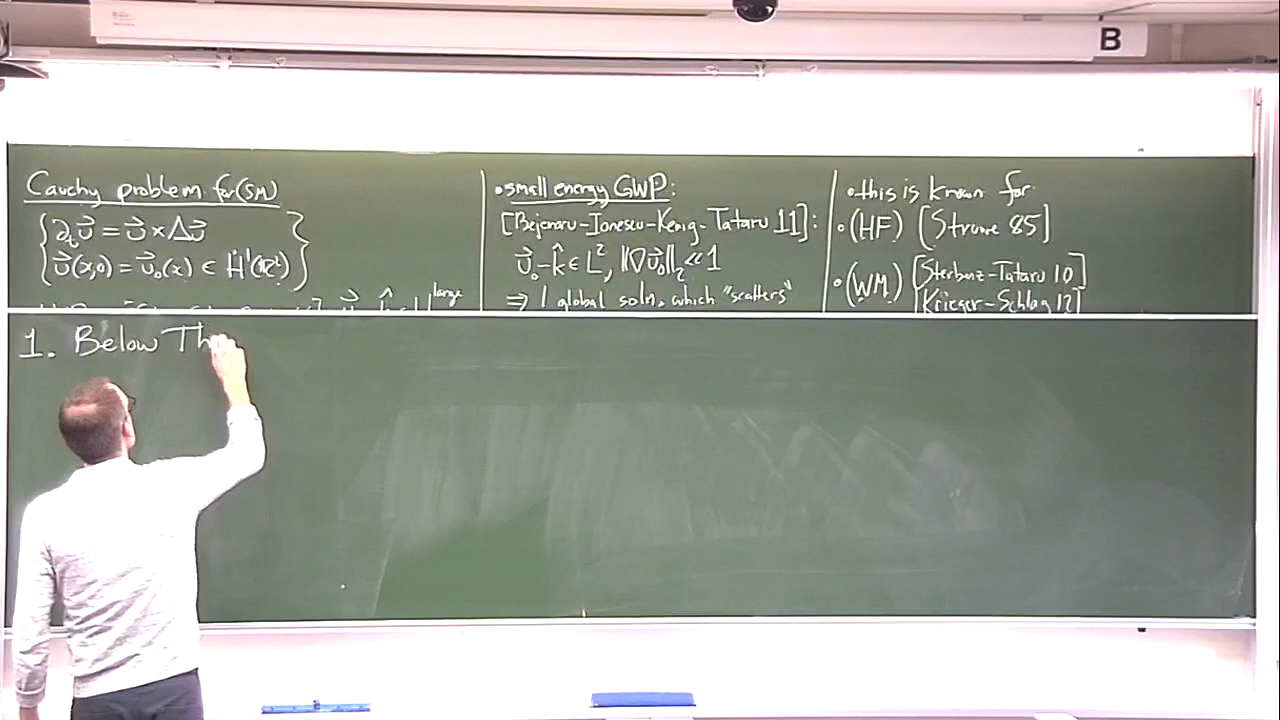 B
Cauchy problem for (SM)
{ ∂ₜu⃗ = u⃗ × Δu⃗
u⃗(x,0) = u⃗₀(x) ∈ Ḣ¹(ℝ²) }
large
• small energy GWP:
[Bejenaru-Ionescu-Kenig-Tataru 11]:
u⃗₀ - k̂ ∈ L², ‖∇u⃗₀‖₂ << 1
⇒ ∃ global soln, which "scatters"
• this is known for
• (HF) [Struwe 85]
• (WM) [Sterbenz-Tataru 10]
[Krieger-Schlag 12]
1. Below Th